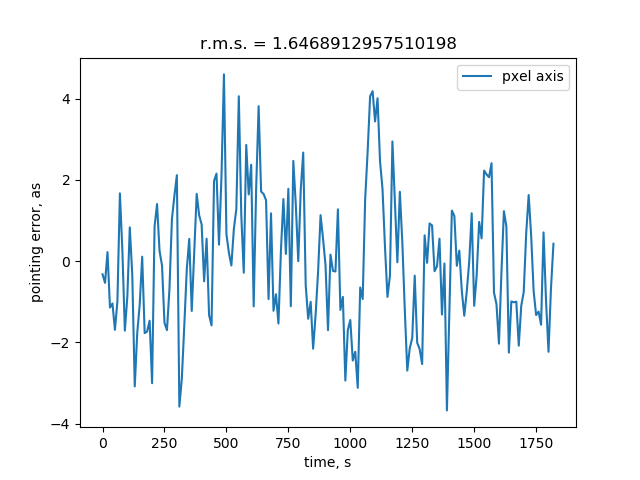 r.m.s. = 1.6468912957510198
pxel axis
pointing error, as
4
2
0
−2
−4
0 250 500 750 1000 1250 1500 1750
time, s